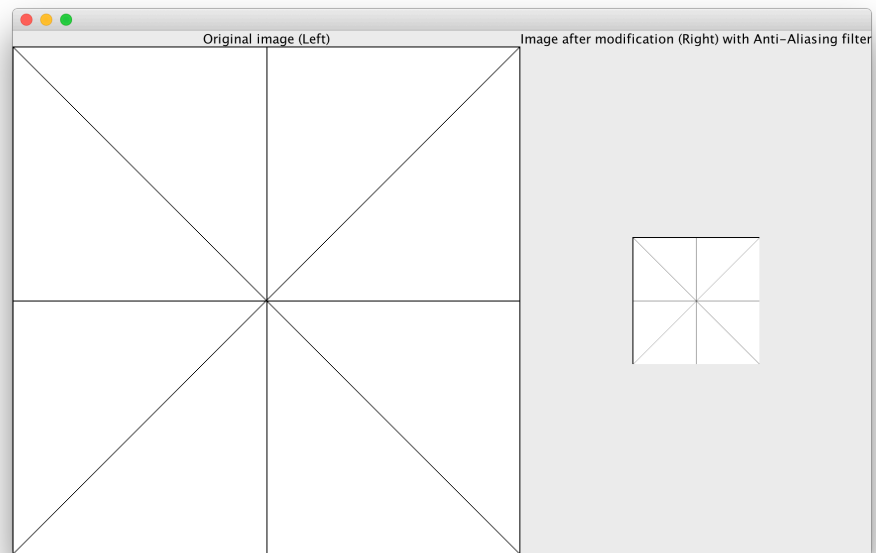 Original image (Left)
Image after modification (Right) with Anti-Aliasing filter